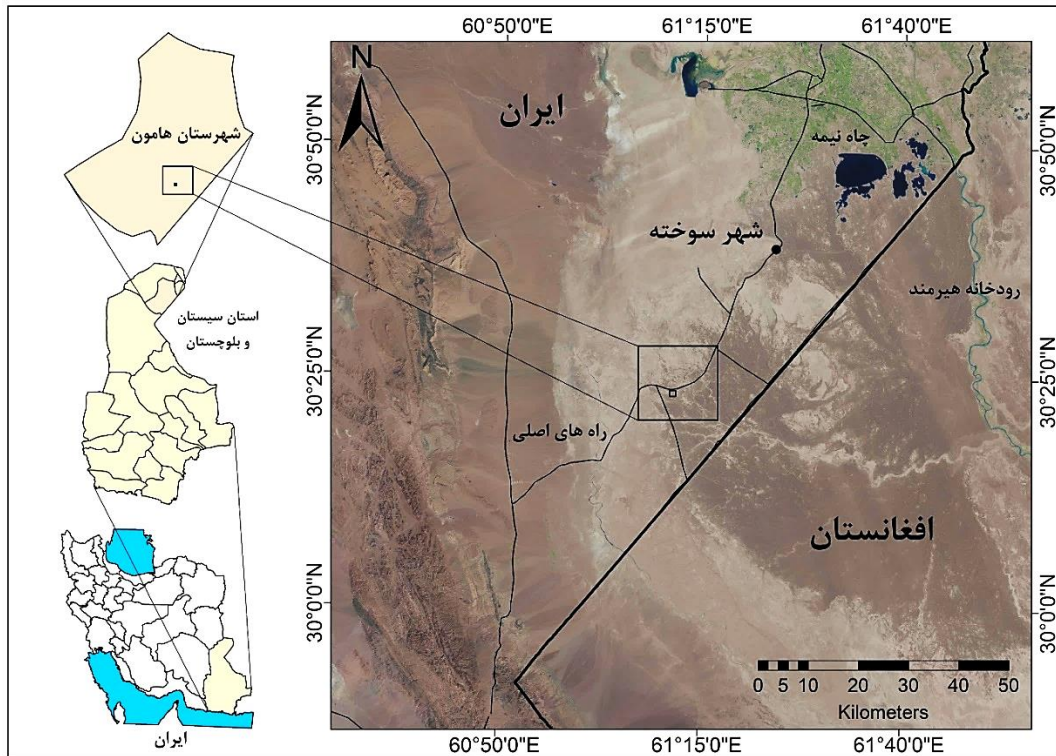 شهرستان هامون
استان سیستان
و بلوچستان
ایران
60°50'0"E
61°15'0"E
61°40'0"E
N
ایران
چاه نیمه
شهر سوخته
رودخانه هیرمند
راه های اصلی
افغانستان
30°50'0"N
30°25'0"N
30°0'0"N
30°50'0"N
30°25'0"N
30°0'0"N
0 5 10 20 30 40 50
Kilometers
60°50'0"E
61°15'0"E
61°40'0"E